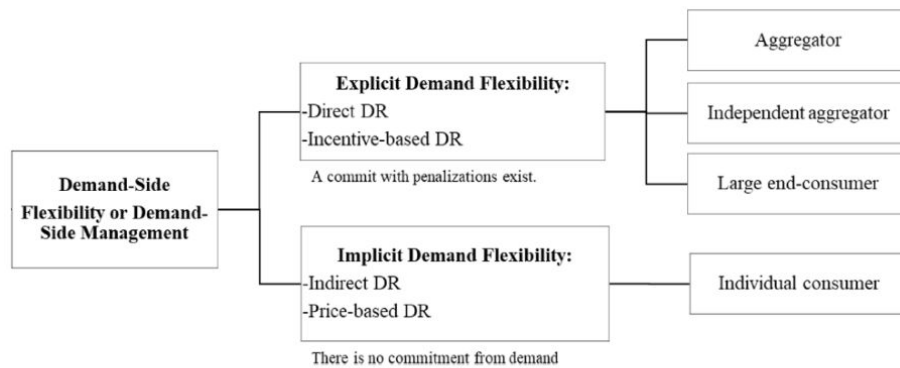 Demand-Side
Flexibility or Demand-
Side Management
Explicit Demand Flexibility:
-Direct DR
-Incentive-based DR
A commit with penalizations exist.
Implicit Demand Flexibility:
-Indirect DR
-Price-based DR
There is no commitment from demand
Aggregator
Independent aggregator
Large end-consumer
Individual consumer